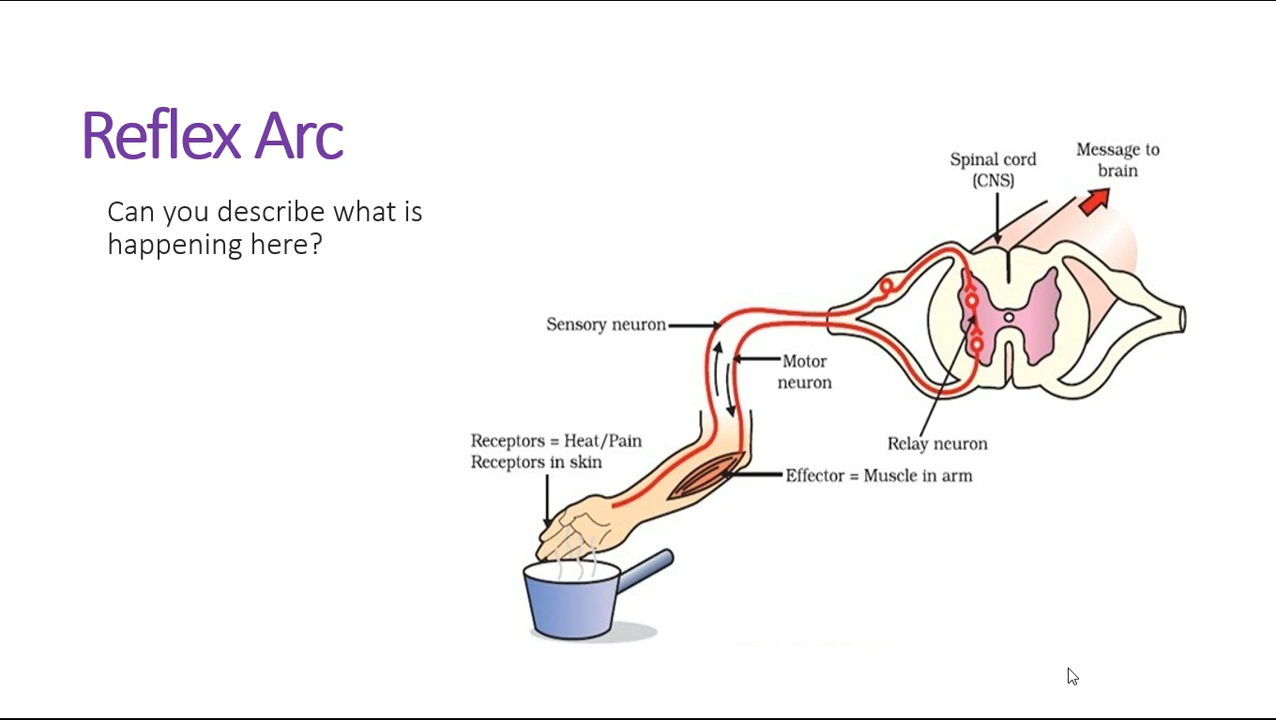 Reflex Arc
Can you describe what is
happening here?
Spinal cord
(CNS)
Message to
brain
Sensory neuron
Motor
neuron
Receptors = Heat/Pain
Receptors in skin
Relay neuron
Effector = Muscle in arm